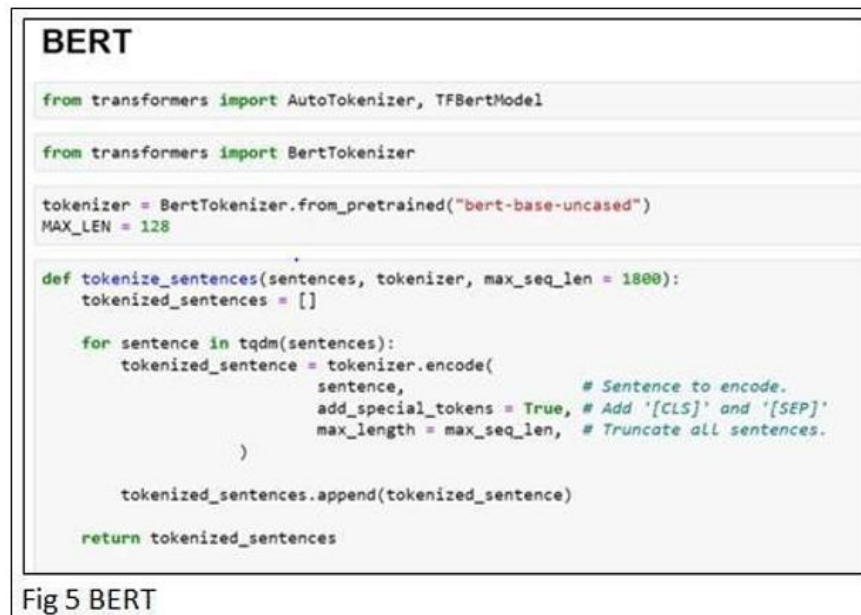 BERT
from transformers import AutoTokenizer, TFBertModel
from transformers import BertTokenizer
tokenizer = BertTokenizer.from_pretrained("bert-base-uncased")
MAX_LEN = 128
def tokenize_sentences(sentences, tokenizer, max_seq_len = 1800):
    tokenized_sentences = []
    for sentence in tqdm(sentences):
        tokenized_sentence = tokenizer.encode(
                            sentence,                  # Sentence to encode.
                            add_special_tokens = True, # Add '[CLS]' and '[SEP]'
                            max_length = max_seq_len,  # Truncate all sentences.
                    )
        tokenized_sentences.append(tokenized_sentence)
    return tokenized_sentences
Fig 5 BERT